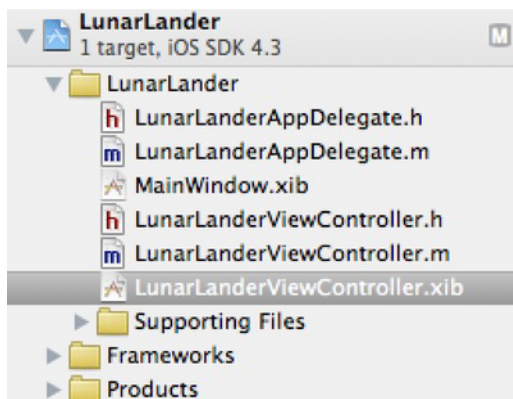 LunarLander
1 target, iOS SDK 4.3
M
LunarLander
h LunarLanderAppDelegate.h
m LunarLanderAppDelegate.m
MainWindow.xib
h LunarLanderViewController.h
m LunarLanderViewController.m
LunarLanderViewController.xib
Supporting Files
Frameworks
Products